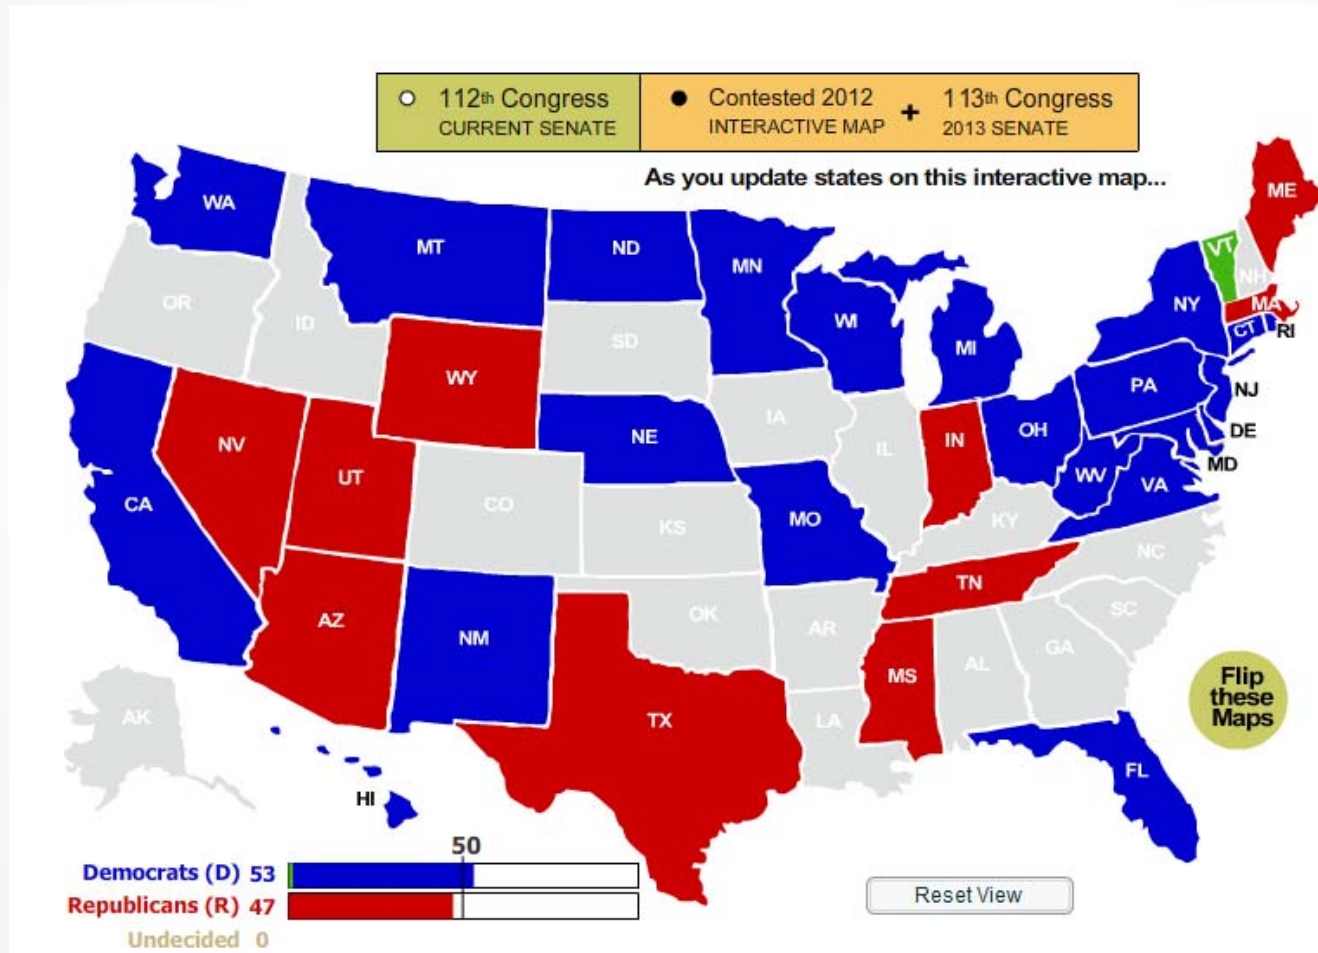 112th Congress
CURRENT SENATE
Contested 2012
INTERACTIVE MAP
+
113th Congress
2013 SENATE
As you update states on this interactive map...
WA
MT
ND
MN
ME
VT
NH
OR
ID
SD
WI
MI
NY
MA
CT
RI
WY
PA
NJ
NV
UT
NE
IA
IL
IN
OH
DE
MD
CA
CO
KS
MO
WV
VA
KY
NC
AZ
NM
OK
AR
TN
SC
AL
GA
MS
AK
TX
LA
Flip
these
Maps
HI
FL
50
Democrats (D) 53
Republicans (R) 47
Undecided 0
Reset View